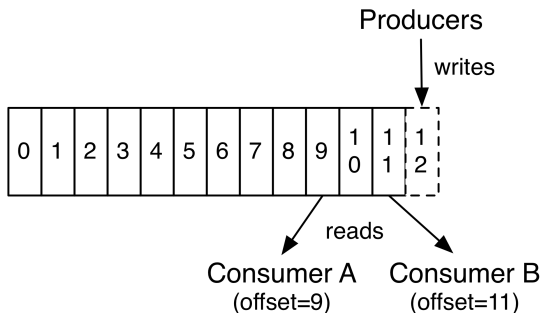 Producers
writes
0 1 2 3 4 5 6 7 8 9 10 11 12
reads
Consumer A Consumer B
(offset=9) (offset=11)